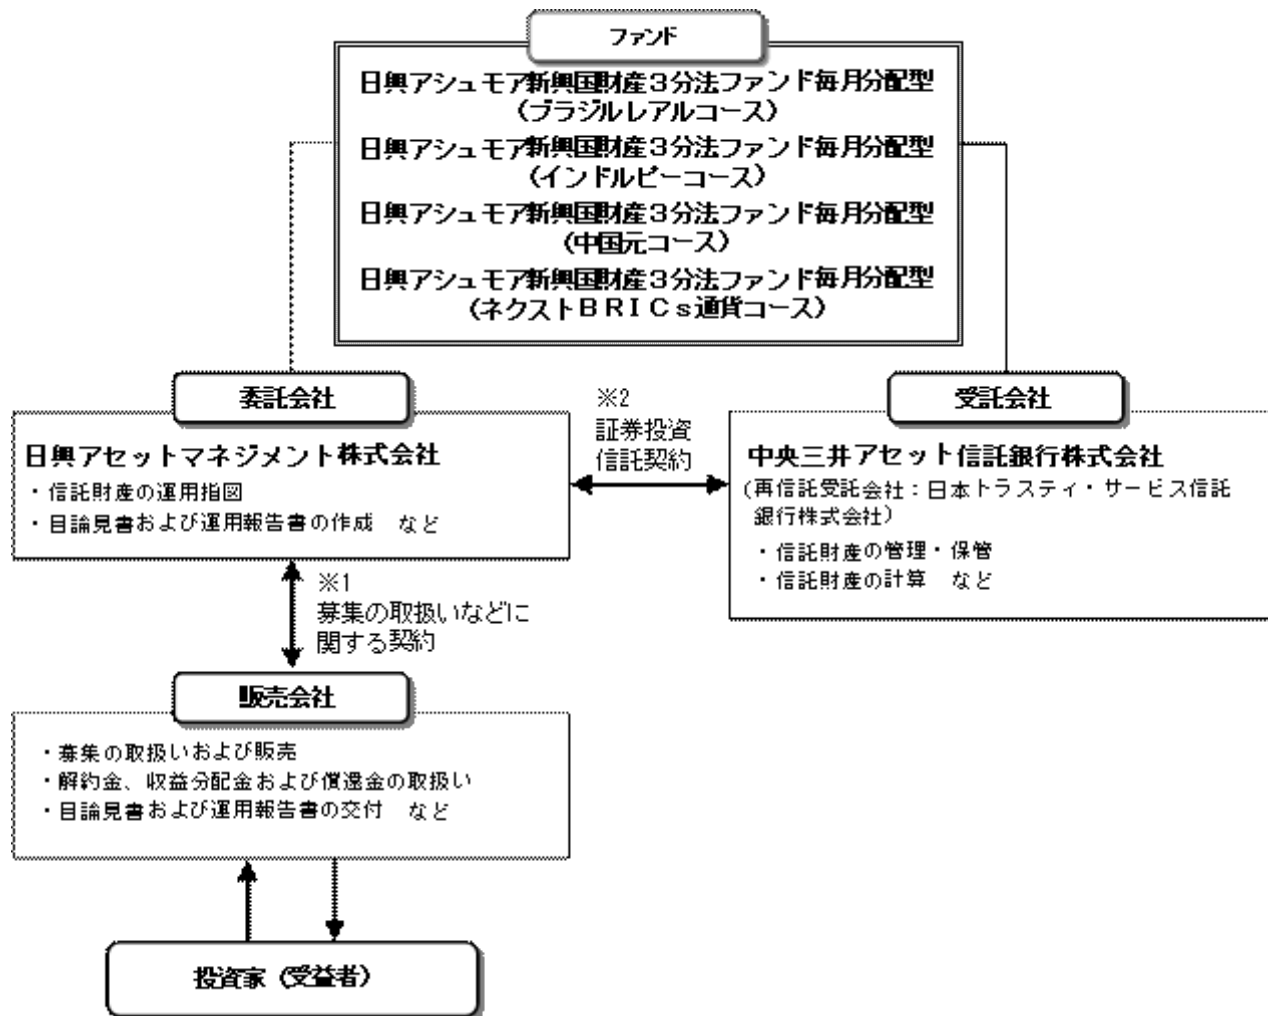 ファンド
日興アシュモア新興国財産３分法ファンド毎月分配型
（ブラジルレアルコース）
日興アシュモア新興国財産３分法ファンド毎月分配型
（インドルピーコース）
日興アシュモア新興国財産３分法ファンド毎月分配型
（中国元コース）
日興アシュモア新興国財産３分法ファンド毎月分配型
（ネクストＢＲＩＣｓ通貨コース）
委託会社
日興アセットマネジメント株式会社
・信託財産の運用指図
・目論見書および運用報告書の作成　など
※2
証券投資
信託契約
受託会社
中央三井アセット信託銀行株式会社
（再信託受託会社：日本トラスティ・サービス信託
銀行株式会社）
・信託財産の管理・保管
・信託財産の計算　など
※1
募集の取扱いなどに
関する契約
販売会社
・募集の取扱いおよび販売
・解約金、収益分配金および償還金の取扱い
・目論見書および運用報告書の交付　など
投資家（受益者）